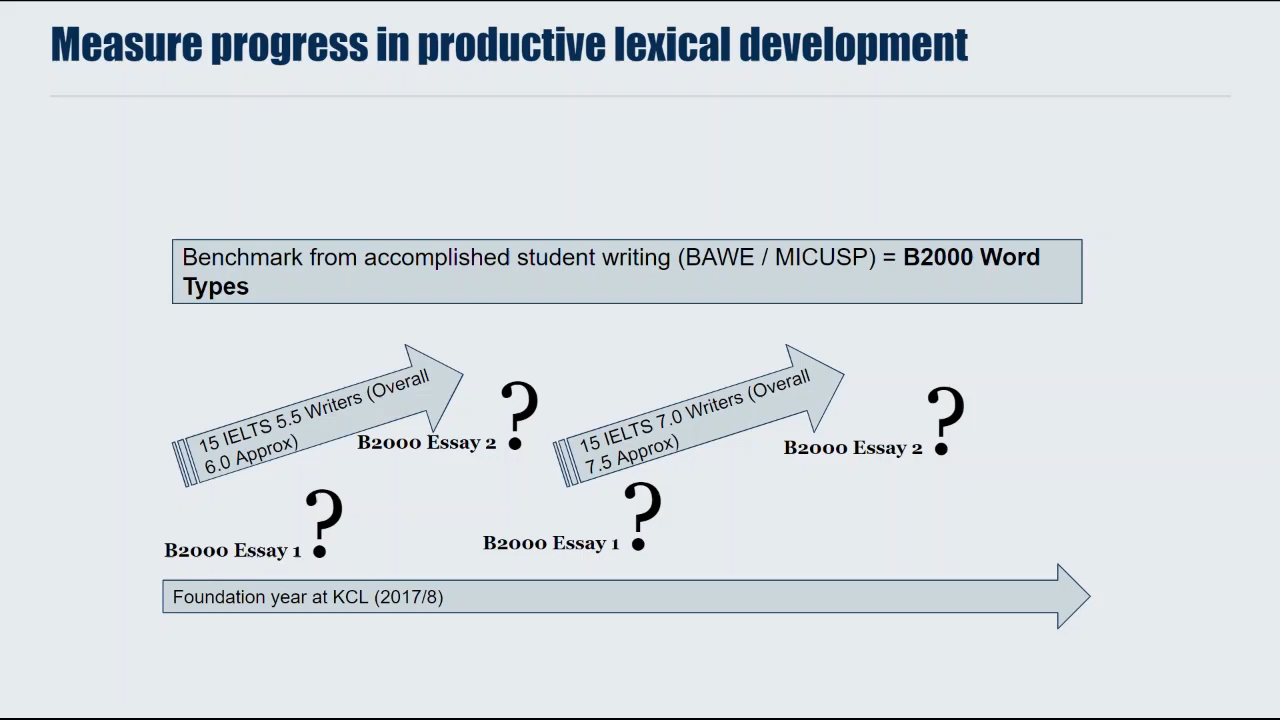 Measure progress in productive lexical development
Benchmark from accomplished student writing (BAWE / MICUSP) = B2000 Word
Types
15 IELTS 5.5 Writers (Overall
6.0 Approx)
B2000 Essay 2 ?
15 IELTS 7.0 Writers (Overall
7.5 Approx)
B2000 Essay 2 ?
B2000 Essay 1 ?
B2000 Essay 1 ?
Foundation year at KCL (2017/8)